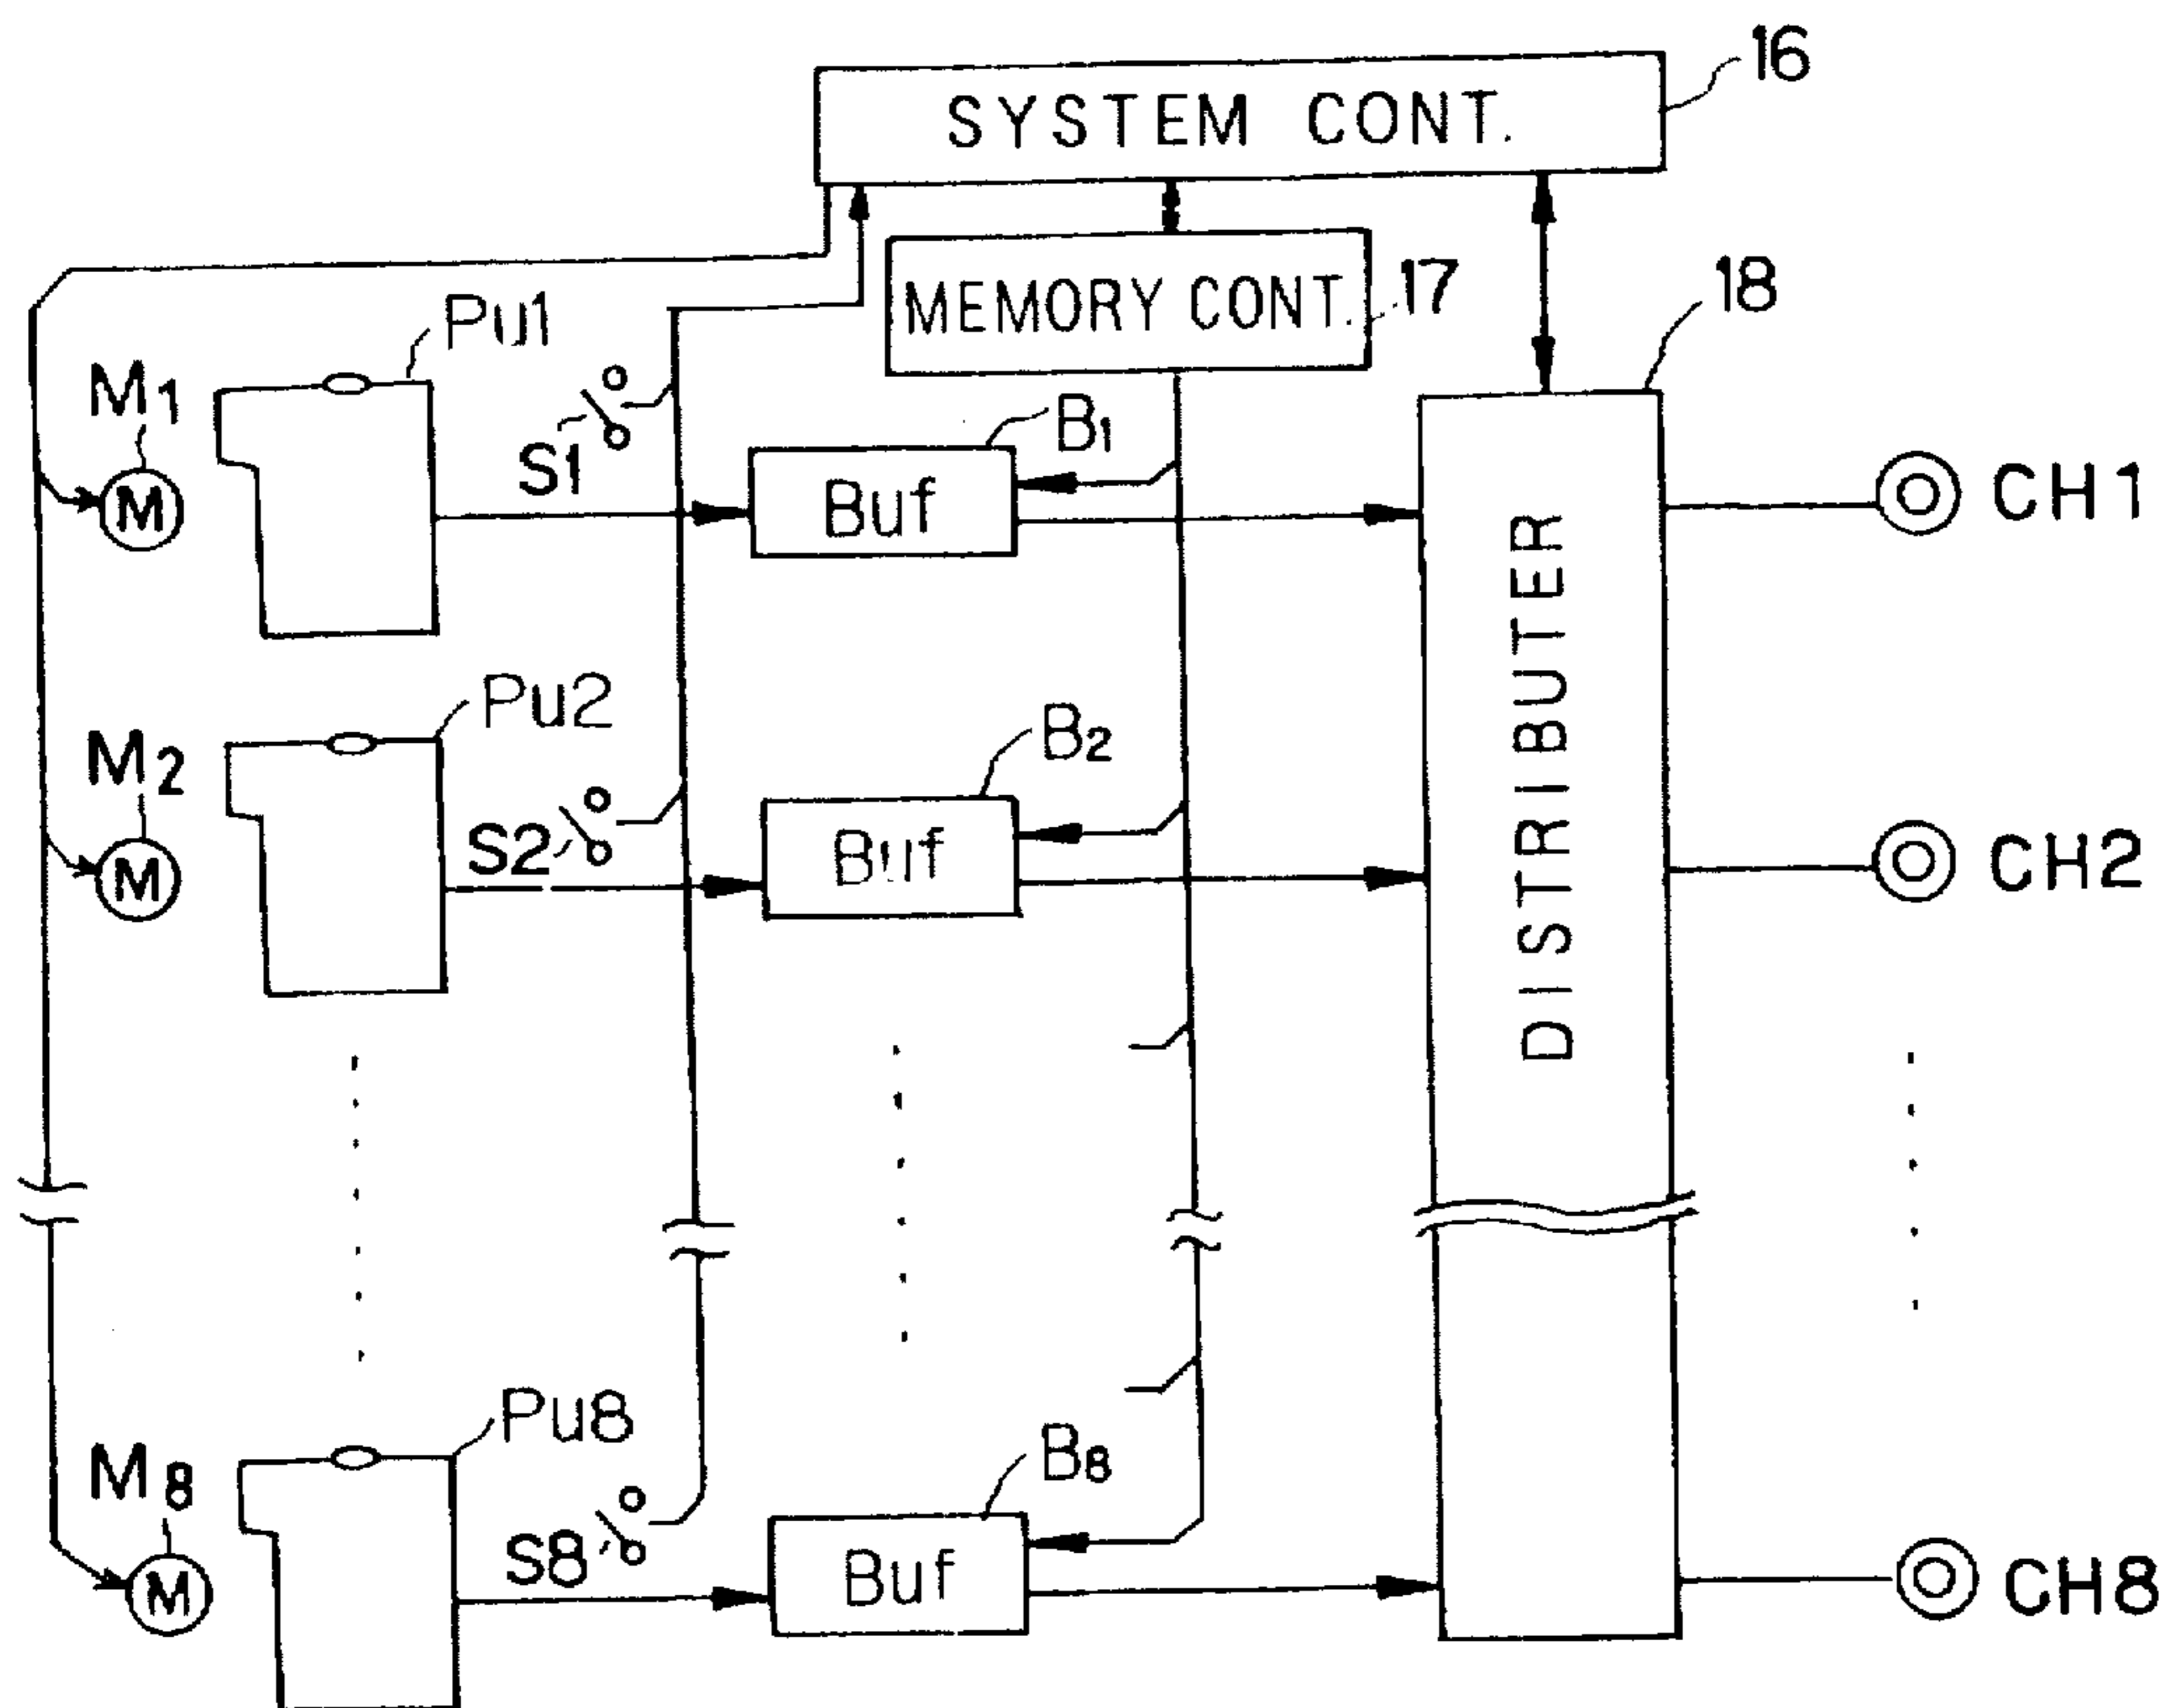 16
SYSTEM CONT.
MEMORY CONT.
17
18
Pu1
M1
M
S1
B1
Buf
CH1
DISTRIBUTER
Pu2
M2
M
S2
B2
Buf
CH2
Pu8
M8
M
S8
B8
Buf
CH8